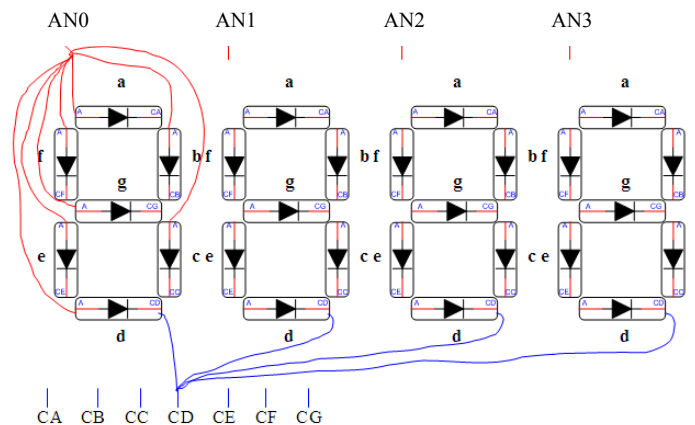 AN0 AN1 AN2 AN3
a a a a
A CA A CA A CA A CA
A A A A A A A A
f b f b f b f
g g g g
CF CB CF CB CF CB CF CB
A CG A CG A CG A CG
A A A A A A A A
e c e c e c e
CE CC CE CC CE CC CE CC
A CD A CD A CD A CD
d d d d
CA CB CC CD CE CF CG